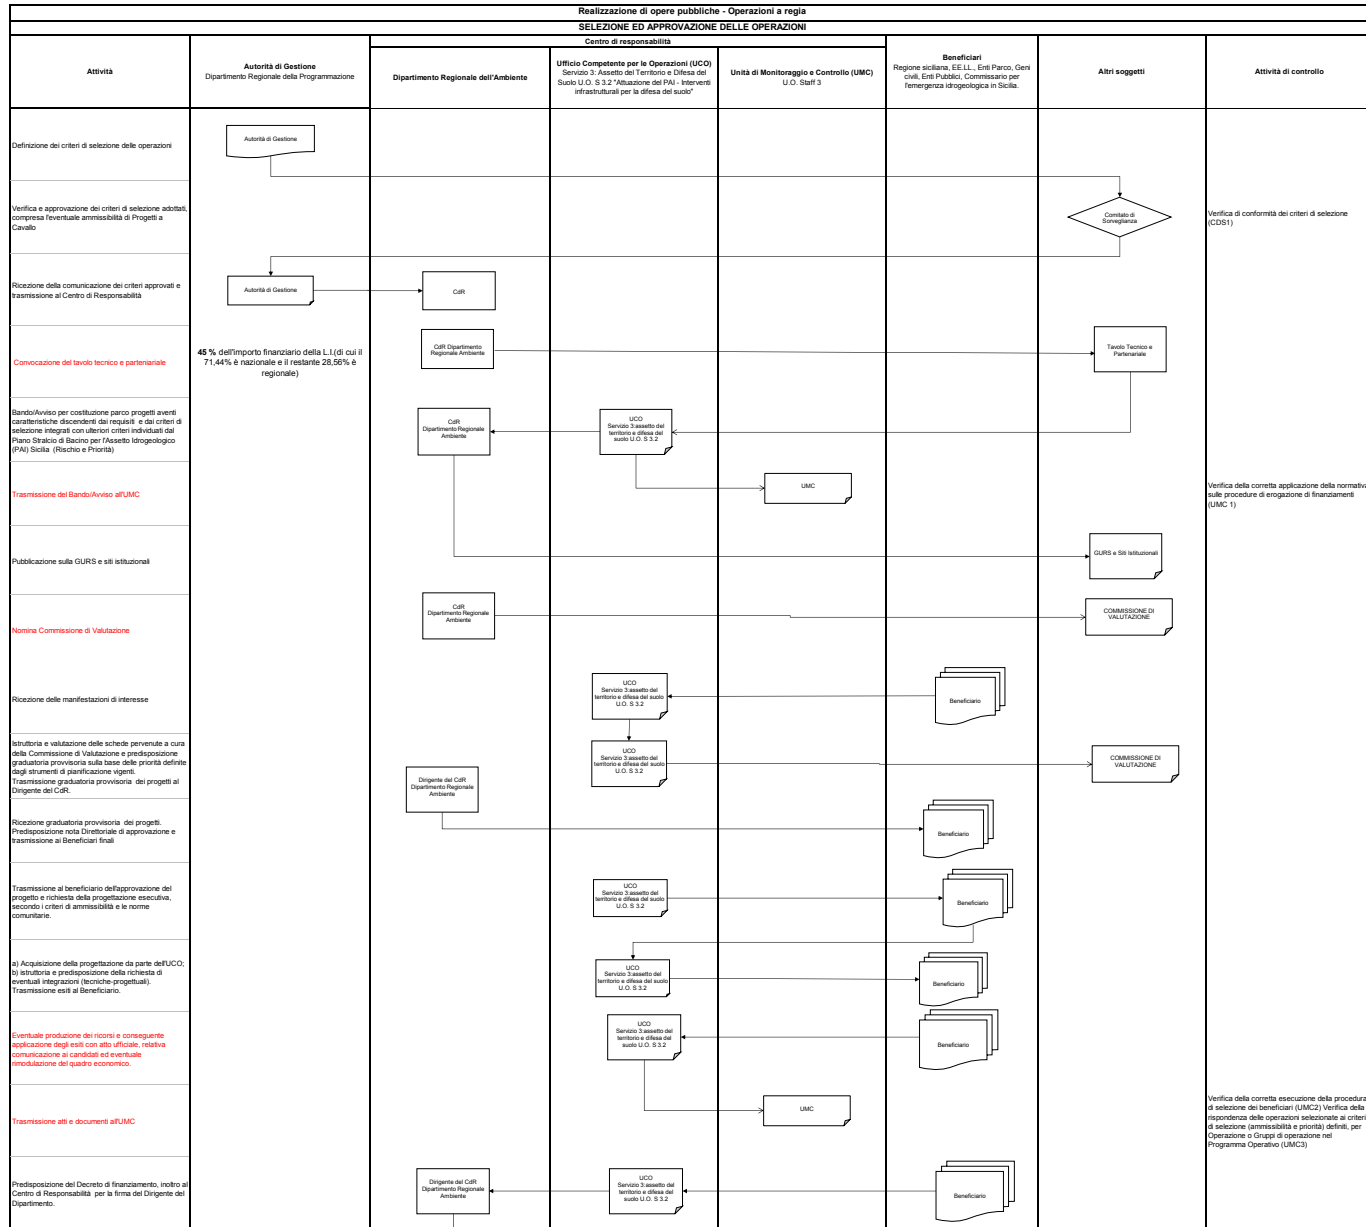 Realizzazione di opere pubbliche - Operazioni a regia
SELEZIONE ED APPROVAZIONE DELLE OPERAZIONI
Attività
Autorità di Gestione
Dipartimento Regionale della Programmazione
Centro di responsabilità
Dipartimento Regionale dell'Ambiente
Ufficio Competente per le Operazioni (UCO)
Servizio 3: Assetto del Territorio e Difesa del
Suolo U.O. S 3.2 "Attuazione del PAI - Interventi
infrastrutturali per la difesa del suolo"
Unità di Monitoraggio e Controllo (UMC)
U.O. Staff 3
Beneficiari
Regione siciliana, EE.LL., Enti Parco, Geni
civili, Enti Pubblici, Commissario per
l'emergenza idrogeologica in Sicilia.
Altri soggetti
Attività di controllo
Definizione dei criteri di selezione delle operazioni
Autorità di Gestione
Verifica e approvazione dei criteri di selezione adottati,
compresa l'eventuale ammissibilità di Progetti a
Cavallo
Comitato di
Sorveglianza
Verifica di conformità dei criteri di selezione
(CDS1)
Ricezione della comunicazione dei criteri approvati e
trasmissione al Centro di Responsabilità
Autorità di Gestione
CdR
Convocazione del tavolo tecnico e parteniariale
45 % dell'importo finanziario della L.I.(di cui il
71,44% è nazionale e il restante 28,56% è
regionale)
CdR Dipartimento
Regionale Ambiente
Tavolo Tecnico e
Partenariale
Bando/Avviso per costituzione parco progetti aventi
caratteristiche discendenti dai requisiti e dai criteri di
selezione integrati con ulteriori criteri individuati dal
Piano Stralcio di Bacino per l'Assetto Idrogeologico
(PAI) Sicilia (Rischio e Priorità)
CdR
Dipartimento Regionale
Ambiente
UCO
Servizio 3:assetto del
territorio e difesa del
suolo U.O. S 3.2
Trasmissione del Bando/Avviso all'UMC
UMC
Verifica della corretta applicazione della normativa
sulle procedure di erogazione di finanziamenti
(UMC 1)
Pubblicazione sulla GURS e siti istituzionali
GURS e Siti Istituzionali
Nomina Commissione di Valutazione
CdR
Dipartimento Regionale
Ambiente
COMMISSIONE DI
VALUTAZIONE
Ricezione delle manifestazioni di interesse
UCO
Servizio 3:assetto del
territorio e difesa del suolo
U.O. S 3.2
Beneficiario
Istruttoria e valutazione delle schede pervenute a cura
della Commissione di Valutazione e predisposizione
graduatoria provvisoria sulla base delle priorità definite
dagli strumenti di pianificazione vigenti.
Trasmissione graduatoria provvisoria dei progetti al
Dirigente del CdR.
Dirigente del CdR
Dipartimento Regionale
Ambiente
UCO
Servizio 3:assetto del
territorio e difesa del suolo
U.O. S 3.2
COMMISSIONE DI
VALUTAZIONE
Ricezione graduatoria provvisoria dei progetti.
Predisposizione nota Direttoriale di approvazione e
trasmissione ai Beneficiari finali
Beneficiario
Trasmissione al beneficiario dell'approvazione del
progetto e richiesta della progettazione esecutiva,
secondo i criteri di ammissibilità e le norme
comunitarie.
UCO
Servizio 3:assetto del
territorio e difesa del suolo
U.O. S 3.2
Beneficiario
a) Acquisizione della progettazione da parte dell'UCO;
b) istruttoria e predisposizione della richiesta di
eventuali integrazioni (tecniche-progettuali).
Trasmissione esiti al Beneficiario.
UCO
Servizio 3:assetto del
territorio e difesa del suolo
U.O. S 3.2
Beneficiario
Eventuale produzione dei ricorsi e conseguente
applicazione degli esiti con atto ufficiale, relativa
comunicazione ai candidati ed eventuale
rimodulazione del quadro economico.
UCO
Servizio 3:assetto del
territorio e difesa del
suolo U.O. S 3.2
Beneficiario
Trasmissione atti e documenti all'UMC
UMC
Verifica della corretta esecuzione della procedura
di selezione dei beneficiari (UMC2) Verifica della
rispondenza delle operazioni selezionate ai criteri
di selezione (ammissibilità e priorità) definiti, per
Operazione o Gruppi di operazione nel
Programma Operativo (UMC3)
Predisposizione del Decreto di finanziamento, inoltro al
Centro di Responsabilità per la firma del Dirigente del
Dipartimento.
Dirigente del CdR
Dipartimento Regionale
Ambiente
UCO
Servizio 3:assetto del
territorio e difesa del
suolo U.O. S 3.2
Beneficiario